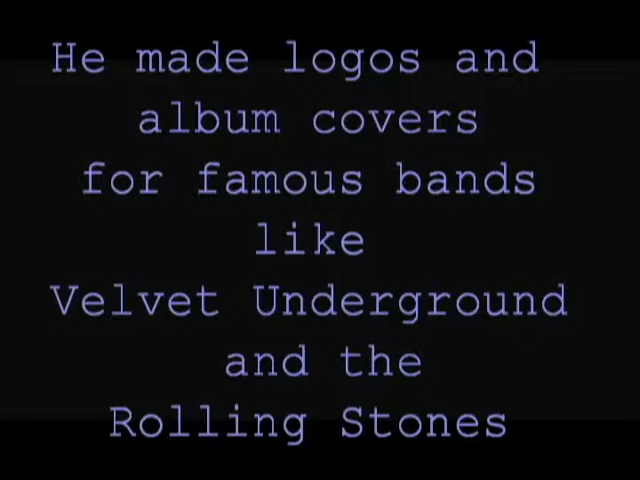 He made logos and
album covers
for famous bands
like
Velvet Underground
and the
Rolling Stones